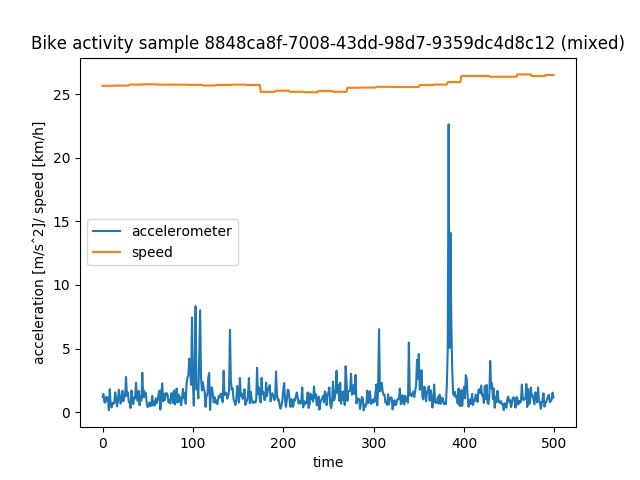 Bike activity sample 8848ca8f-7008-43dd-98d7-9359dc4d8c12 (mixed)
acceleration [m/s^2]/ speed [km/h]
25
20
15
10
5
0
accelerometer
speed
0 100 200 300 400 500
time